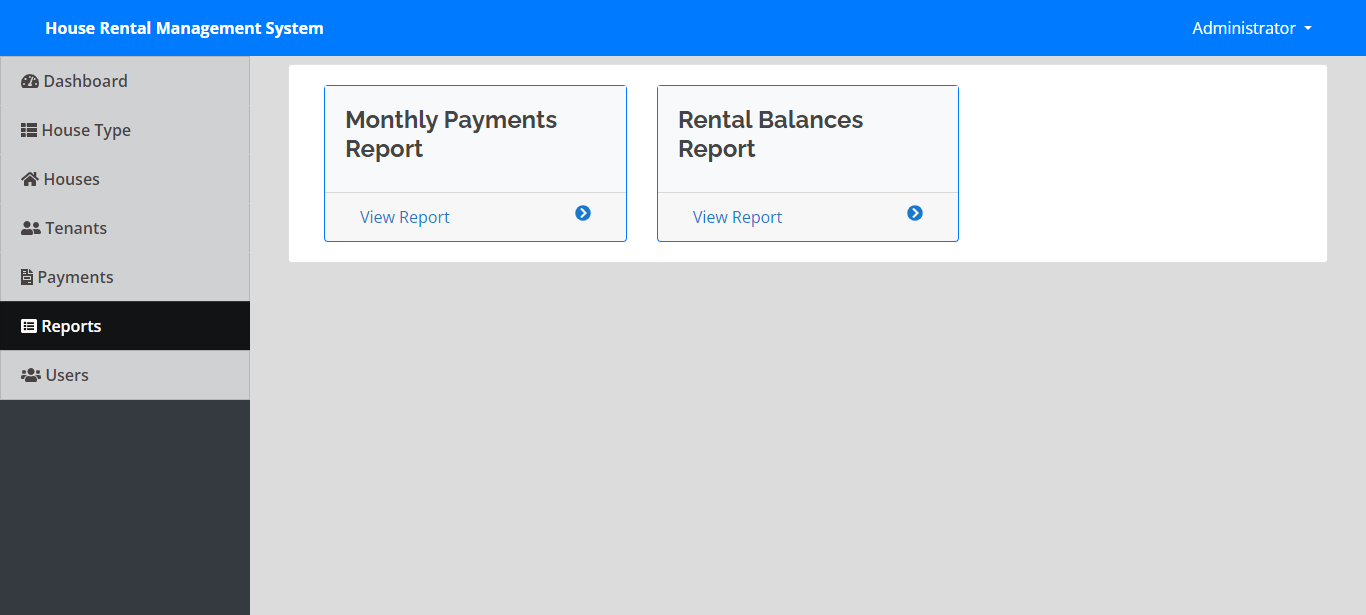 House Rental Management System
Administrator
Dashboard
House Type
Houses
Tenants
Payments
Reports
Users
Monthly Payments
Report
View Report
Rental Balances
Report
View Report